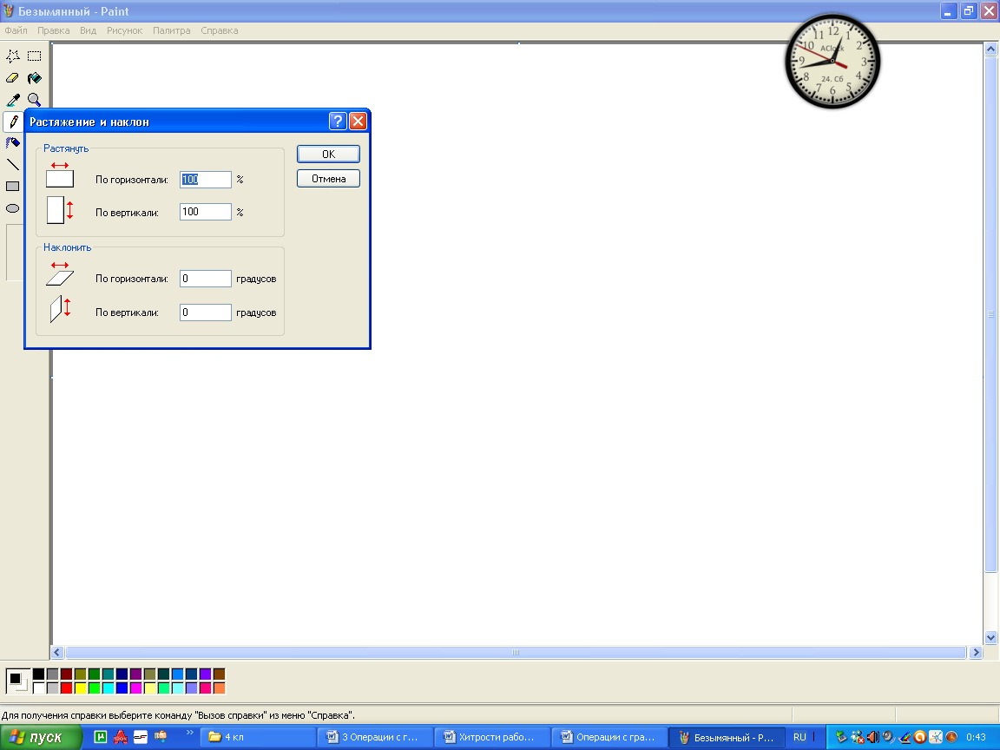 Безымянный - Paint
Файл Правка Вид Рисунок Палитра Справка
11 12 1
10 2
AClock
9 3
24. Сб
8 4
7 6 5
Растяжение и наклон
Растянуть
По горизонтали: 100 %
По вертикали: 100 %
OK
Отмена
Наклонить
По горизонтали: 0 градусов
По вертикали: 0 градусов
Для получения справки выберите команду "Вызов справки" из меню "Справка".
пуск
4 кл
3 Операции с г...
Хитрости рабо...
Операции с гра...
Безымянный - P...
RU
0:43